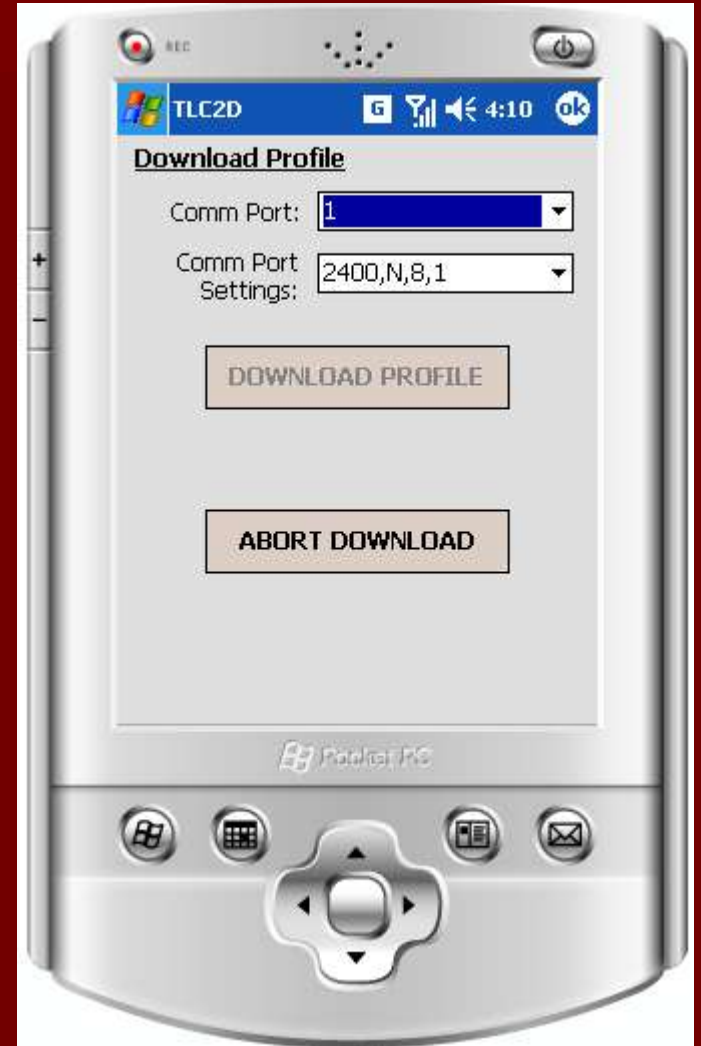 REC
TLC2D G 4:10 ok
Download Profile
Comm Port: 1
Comm Port Settings: 2400,N,8,1
DOWNLOAD PROFILE
ABORT DOWNLOAD
Pocket PC
+
-